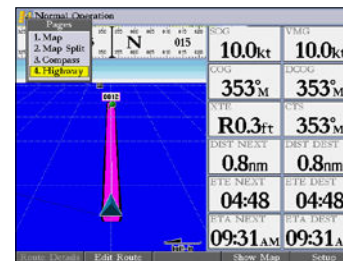 Normal Operation
Pages
1. Map
2. Map Split
3. Compass
4. Highway
N
015
0012
SOG
10.0kt
VMG
10.0k
COG
353°M
DCOG
353°M
XTE
R0.3ft
CTS
353°M
DIST NEXT
0.8nm
DIST DEST
0.8nm
ETE NEXT
04:48
ETE DEST
04:48
ETA NEXT
09:31AM
ETA DEST
09:31A
Route Details
Edit Route
Show Map
Setup